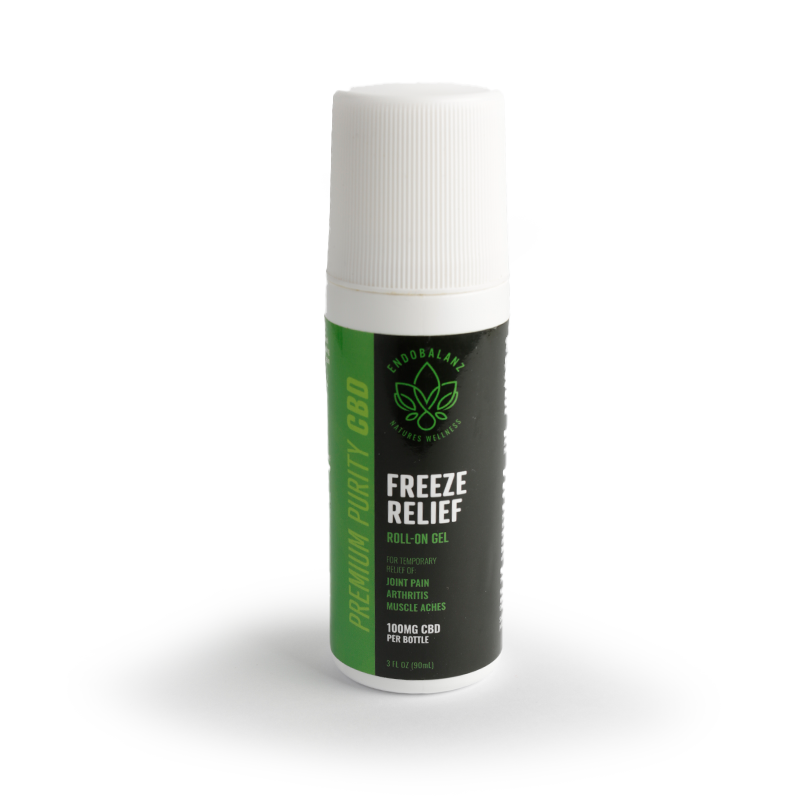 ENDOBALANZ
NATURES WELLNESS
PREMIUM PURITY CBD
FREEZE
RELIEF
ROLL-ON GEL
FOR TEMPORARY
RELIEF OF:
JOINT PAIN
ARTHRITIS
MUSCLE ACHES
100MG CBD
PER BOTTLE
3 FL OZ (90mL)